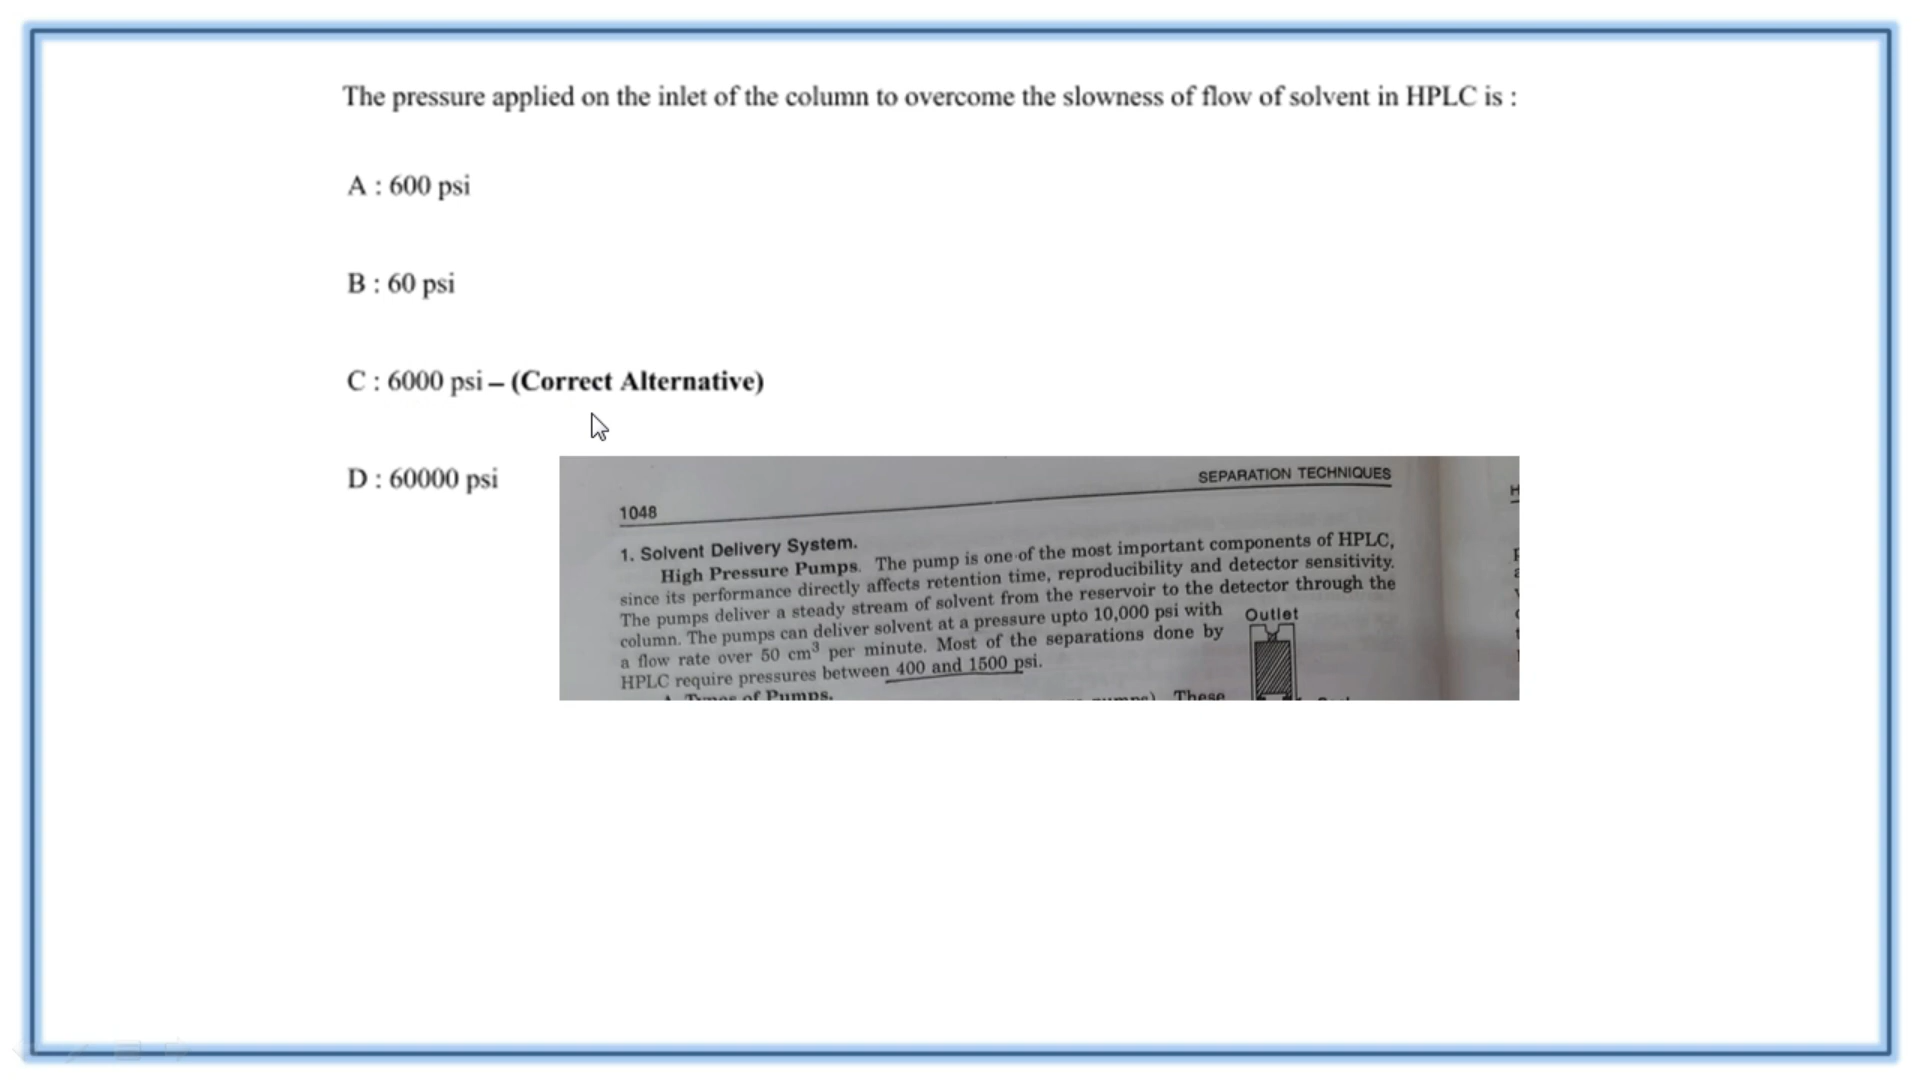 The pressure applied on the inlet of the column to overcome the slowness of flow of solvent in HPLC is :
A : 600 psi
B : 60 psi
C : 6000 psi – (Correct Alternative)
D : 60000 psi
SEPARATION TECHNIQUES
1048
1. Solvent Delivery System.
High Pressure Pumps. The pump is one of the most important components of HPLC,
since its performance directly affects retention time, reproducibility and detector sensitivity.
The pumps deliver a steady stream of solvent from the reservoir to the detector through the
column. The pumps can deliver solvent at a pressure upto 10,000 psi with
a flow rate over 50 cm³ per minute. Most of the separations done by
HPLC require pressures between 400 and 1500 psi.
Outlet
Types of Pumps.
These